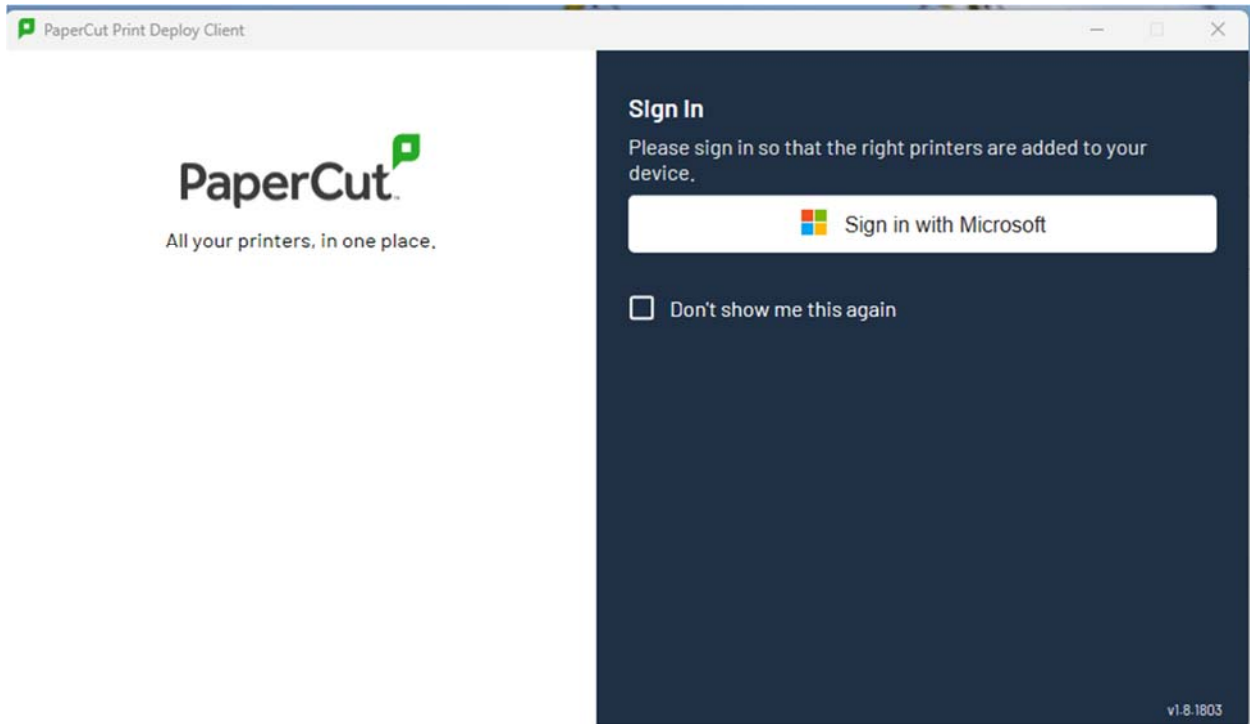 PaperCut Print Deploy Client
PaperCut™
All your printers, in one place.
Sign In
Please sign in so that the right printers are added to your
device.
Sign in with Microsoft
Don't show me this again
v1.8.1803